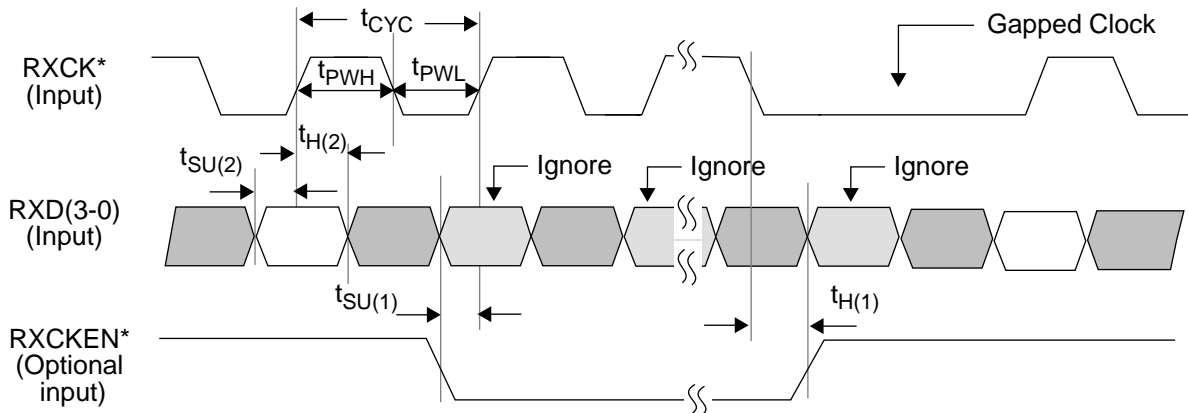 tCYC
Gapped Clock
RXCK*
(Input)
tPWH
tPWL
tH(2)
tSU(2)
Ignore
Ignore
Ignore
RXD(3-0)
(Input)
tSU(1)
tH(1)
RXCKEN*
(Optional
input)